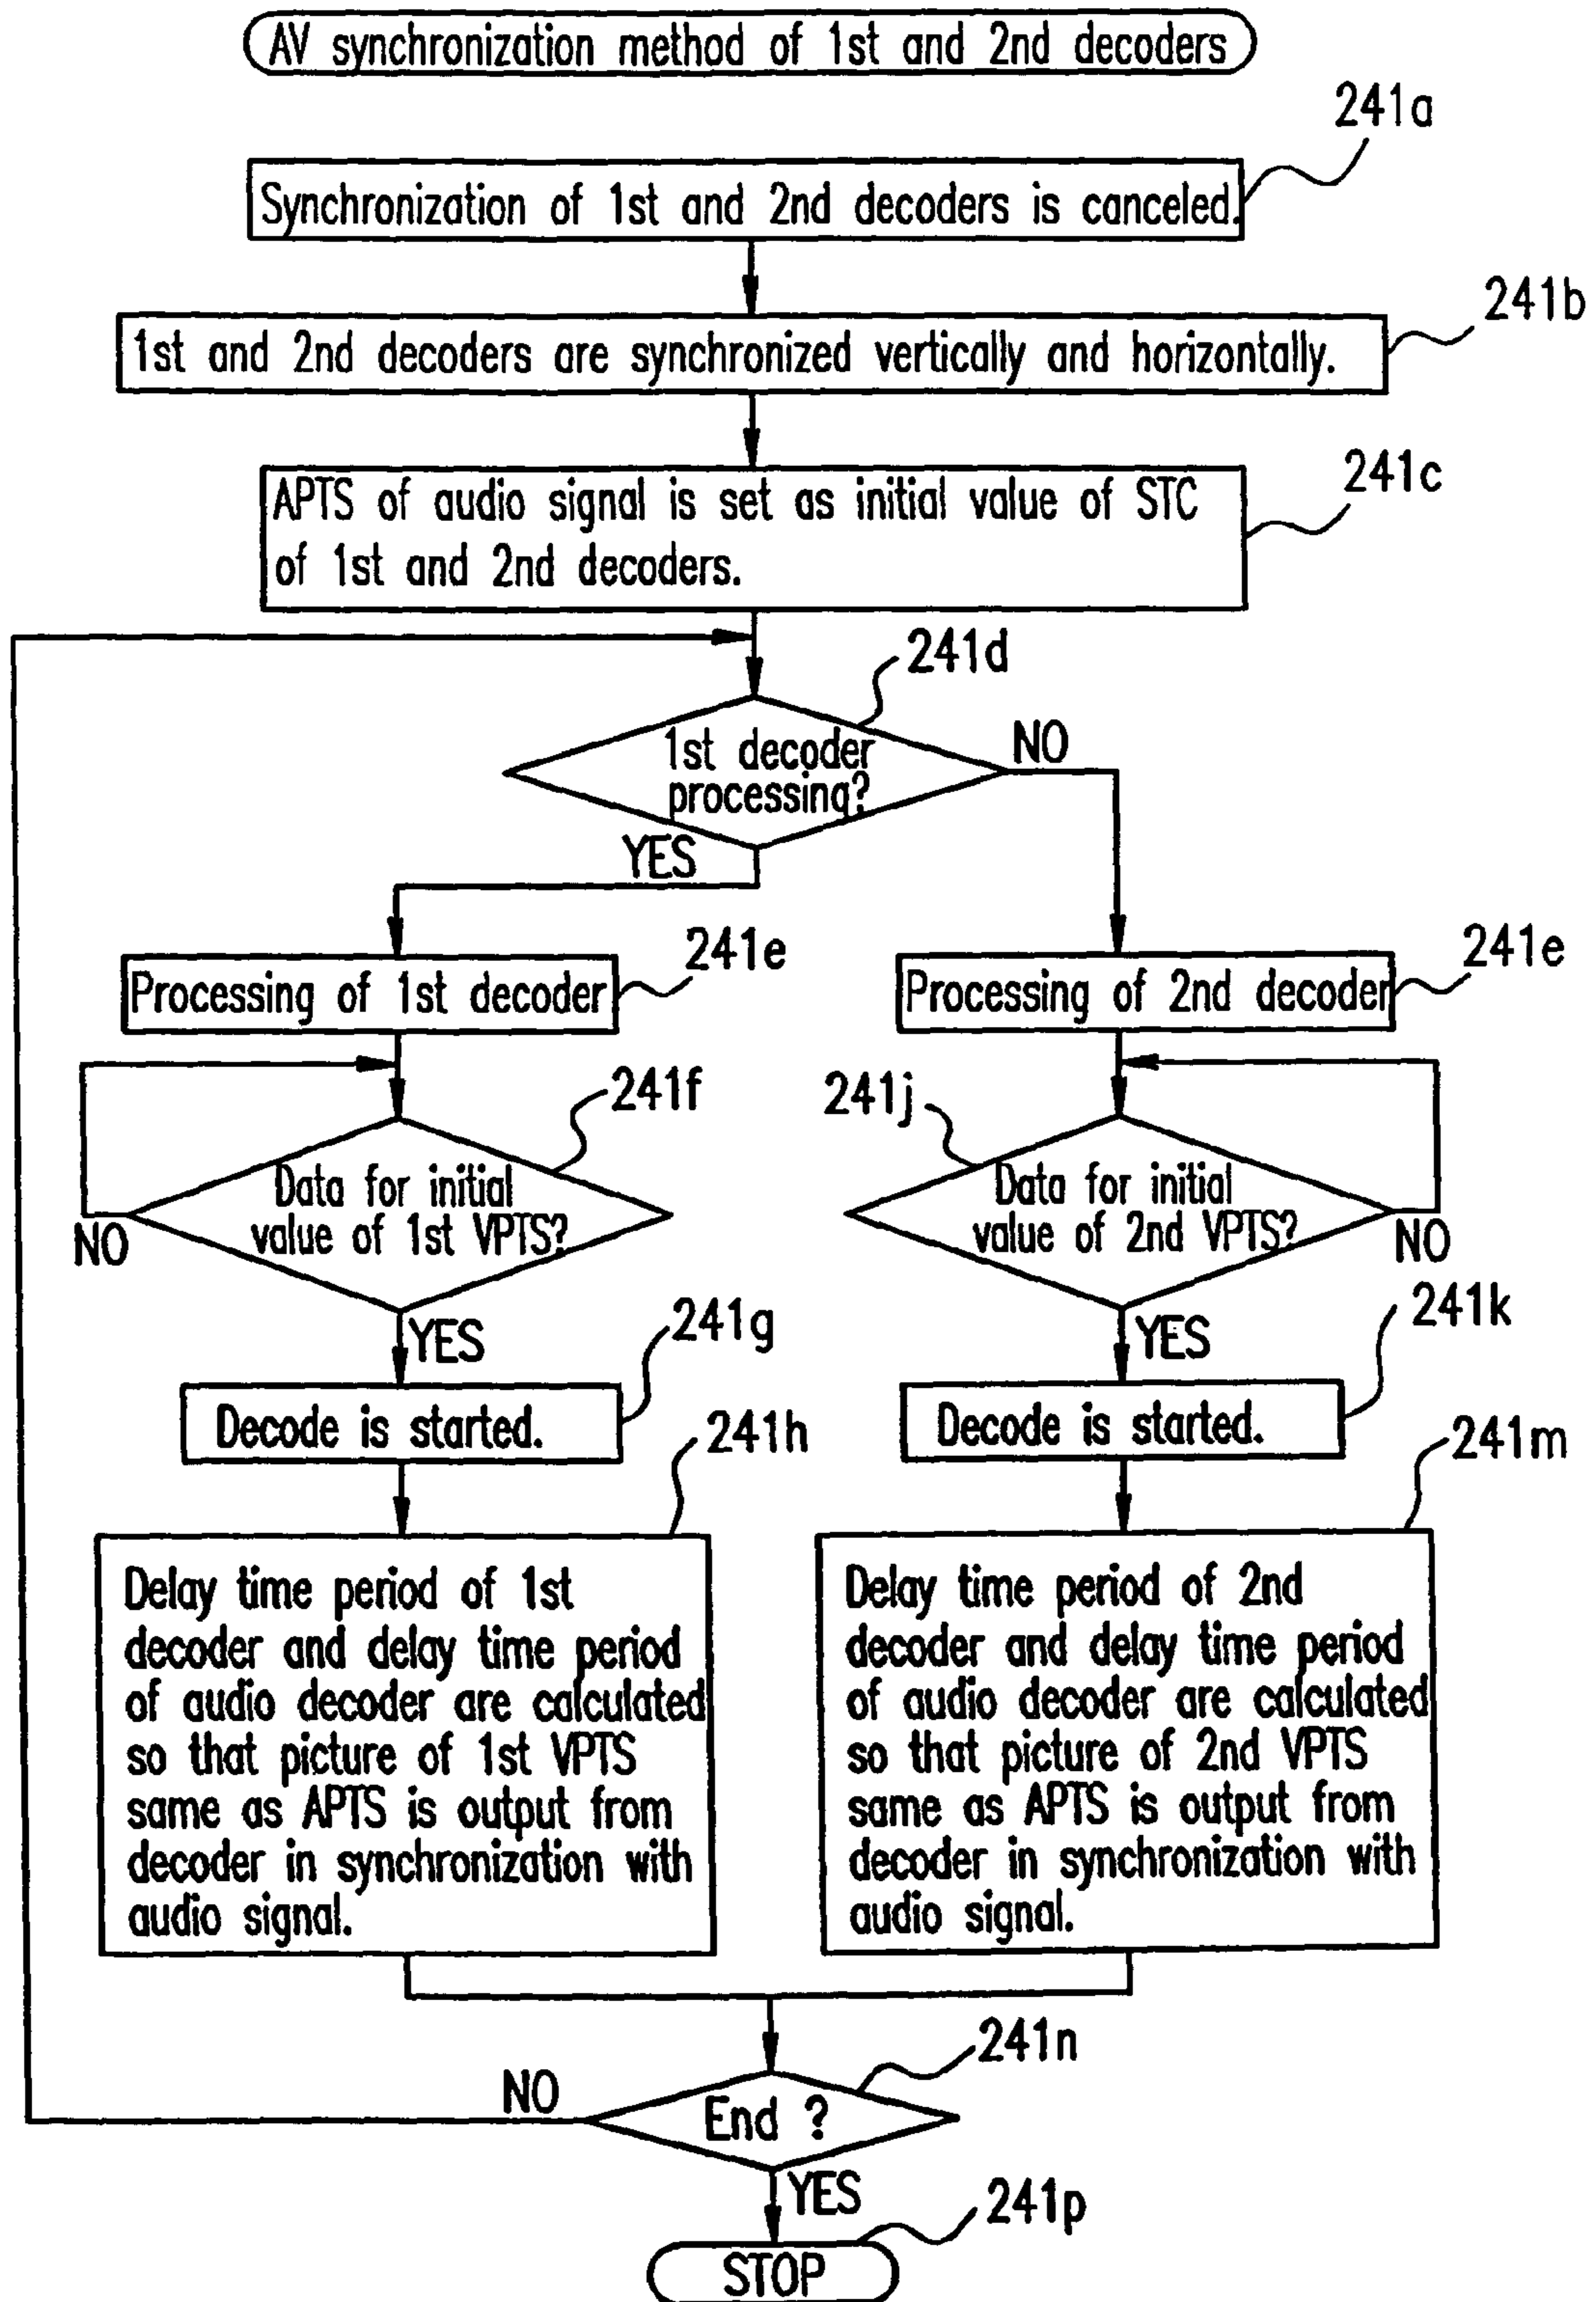 AV synchronization method of 1st and 2nd decoders
241a
Synchronization of 1st and 2nd decoders is canceled.
241b
1st and 2nd decoders are synchronized vertically and horizontally.
241c
APTS of audio signal is set as initial value of STC
of 1st and 2nd decoders.
241d
1st decoder
processing?
NO
YES
241e
Processing of 1st decoder
241e
Processing of 2nd decoder
241f
Data for initial
value of 1st VPTS?
NO
241j
Data for initial
value of 2nd VPTS?
NO
YES
241g
Decode is started.
YES
241k
Decode is started.
241h
Delay time period of 1st
decoder and delay time period
of audio decoder are calculated
so that picture of 1st VPTS
same as APTS is output from
decoder in synchronization with
audio signal.
241m
Delay time period of 2nd
decoder and delay time period
of audio decoder are calculated
so that picture of 2nd VPTS
same as APTS is output from
decoder in synchronization with
audio signal.
241n
NO
End ?
YES
241p
STOP